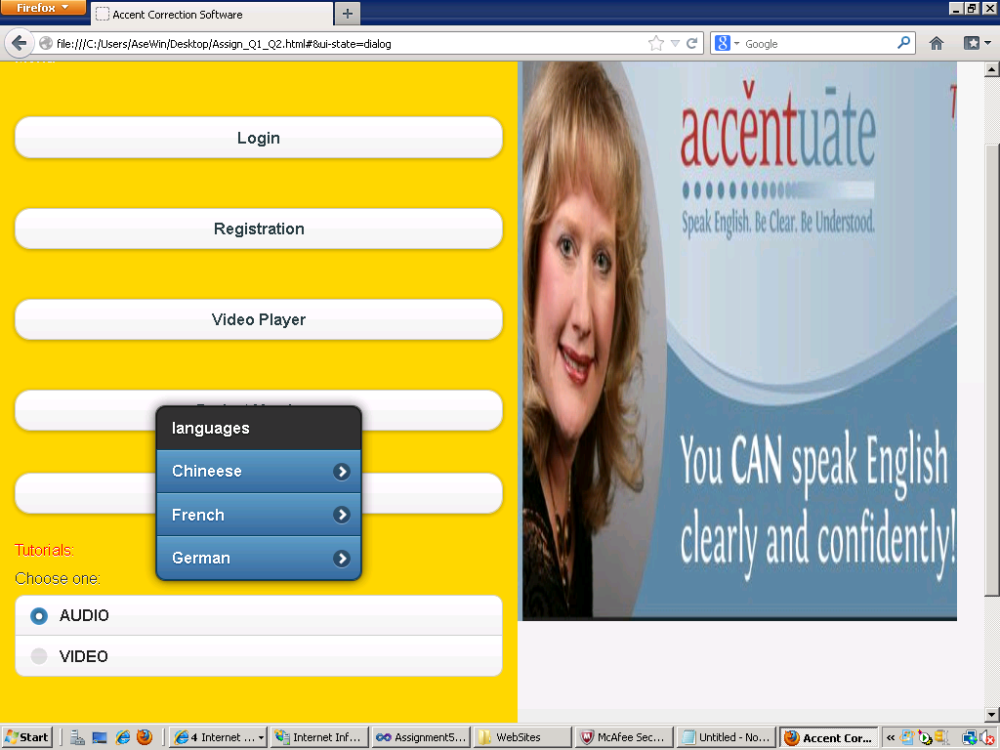 Firefox
Accent Correction Software
file:///C:/Users/AseWin/Desktop/Assign_Q1_Q2.html#&ui-state=dialog
Google
Login
Registration
Video Player
languages
Chineese
French
German
Tutorials:
Choose one:
AUDIO
VIDEO
accĕntuāte
Speak English. Be Clear. Be Understood.
You CAN speak English
clearly and confidently!
Start
4 Internet ...
Internet Inf...
Assignment5...
WebSites
McAfee Sec...
Untitled - No...
Accent Cor...